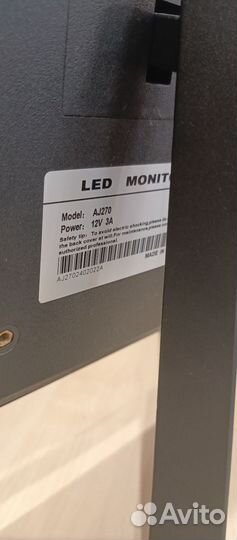 LED MONITO
Model: AJ270
Power: 12V 3A
Safety tip: To avoid electric shocking,please do
the back cover at will.For maintenance,please
authorized professional.
MADE IN
AJ2702402022A
Avito